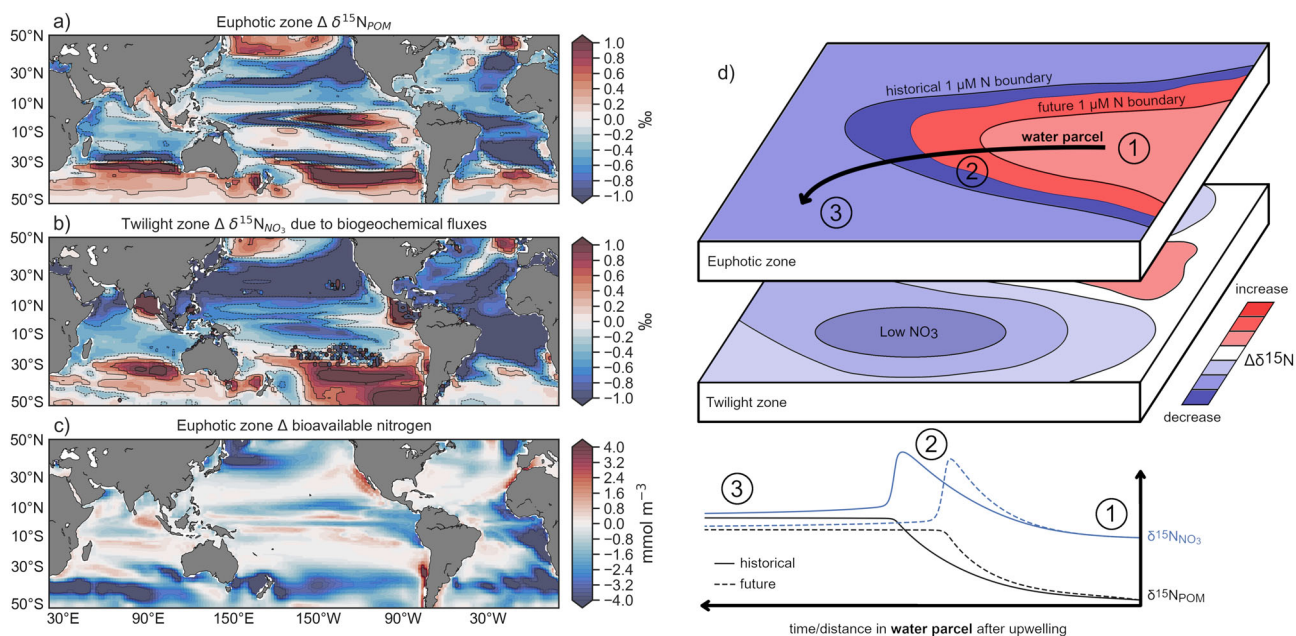 a) Euphotic zone Δ δ¹⁵N_POM
50°N
30°N
10°N
10°S
30°S
50°S
1.0
0.8
0.6
0.4
0.2
0.0
−0.2
−0.4
−0.6
−0.8
−1.0
‰
b) Twilight zone Δ δ¹⁵N_NO₃ due to biogeochemical fluxes
50°N
30°N
10°N
10°S
30°S
50°S
1.0
0.8
0.6
0.4
0.2
0.0
−0.2
−0.4
−0.6
−0.8
−1.0
‰
c) Euphotic zone Δ bioavailable nitrogen
50°N
30°N
10°N
10°S
30°S
50°S
30°E 90°E 150°E 150°W 90°W 30°W
4.0
3.2
2.4
1.6
0.8
0.0
−0.8
−1.6
−2.4
−3.2
−4.0
mmol m⁻³
d)
historical 1 μM N boundary
future 1 μM N boundary
water parcel
1
2
3
Euphotic zone
Low NO₃
Twilight zone
increase
Δδ¹⁵N
decrease
2
3
1
δ¹⁵N_NO₃
historical
future
δ¹⁵N_POM
time/distance in water parcel after upwelling